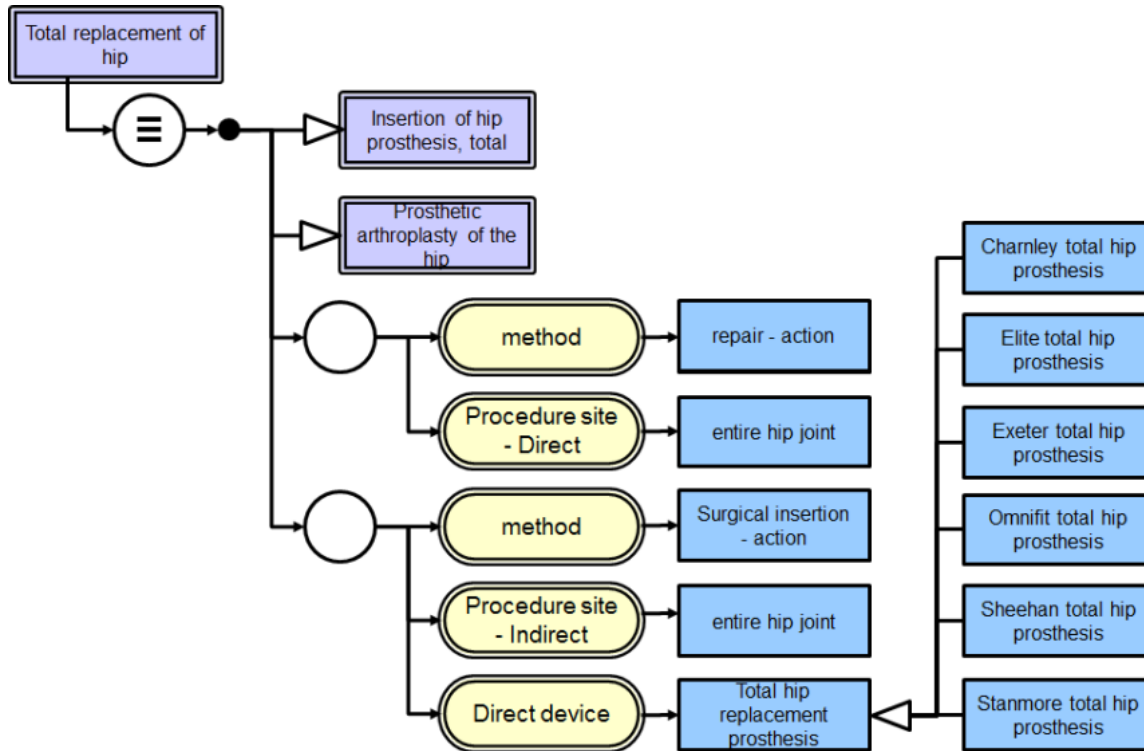 Total replacement of
hip
Insertion of hip
prosthesis, total
Prosthetic
arthroplasty of the
hip
method
repair - action
Procedure site
- Direct
entire hip joint
method
Surgical insertion
- action
Procedure site
- Indirect
entire hip joint
Direct device
Total hip
replacement
prosthesis
Charnley total hip
prosthesis
Elite total hip
prosthesis
Exeter total hip
prosthesis
Omnifit total hip
prosthesis
Sheehan total hip
prosthesis
Stanmore total hip
prosthesis